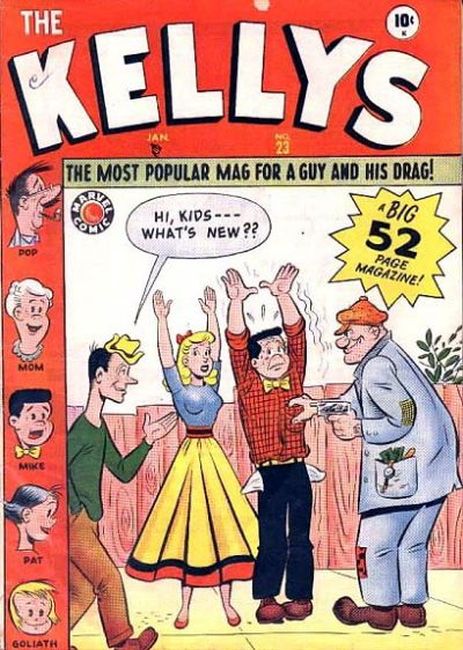 THE
KELLYS
10¢
K
JAN.
NO.
23
THE MOST POPULAR MAG FOR A GUY AND HIS DRAG!
MARVEL
COMIC
HI, KIDS---
WHAT'S NEW??
A BIG
52
PAGE
MAGAZINE!
POP
MOM
MIKE
PAT
GOLIATH